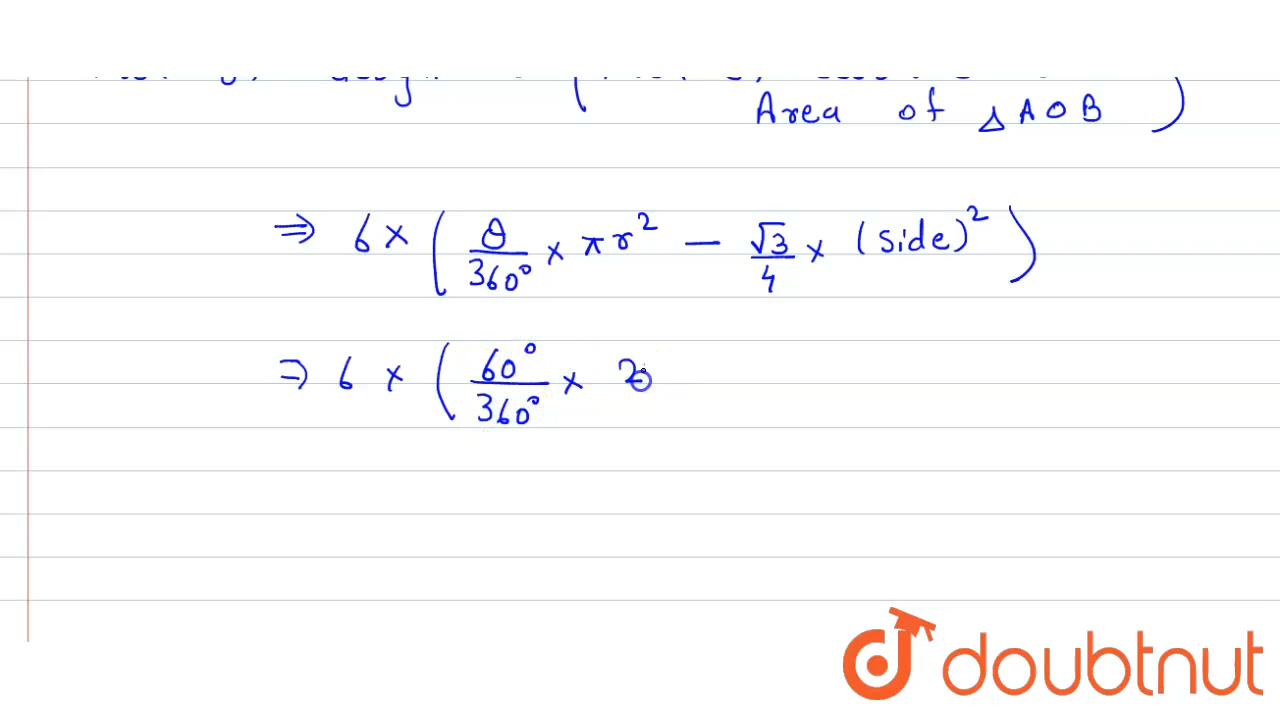 Area of △AOB )
⇒ 6 × ( θ/360° × πr² − √3/4 × (side)² )
⇒ 6 × ( 60°/360° × 2
doubtnut